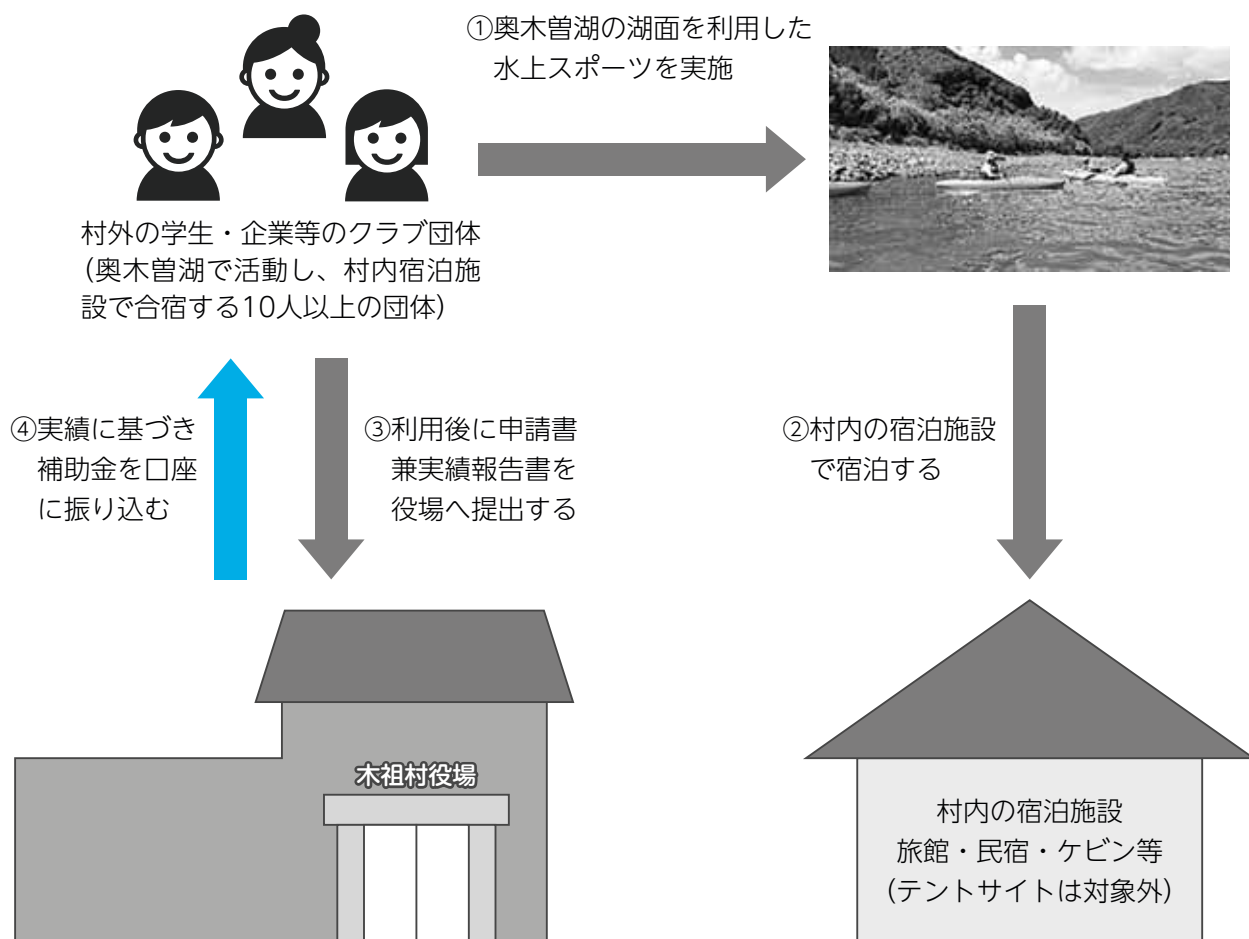 ①奥木曽湖の湖面を利用した
水上スポーツを実施
村外の学生・企業等のクラブ団体
（奥木曽湖で活動し、村内宿泊施
設で合宿する10人以上の団体）
④実績に基づき
補助金を口座
に振り込む
③利用後に申請書
兼実績報告書を
役場へ提出する
②村内の宿泊施設
で宿泊する
木祖村役場
村内の宿泊施設
旅館・民宿・ケビン等
（テントサイトは対象外）